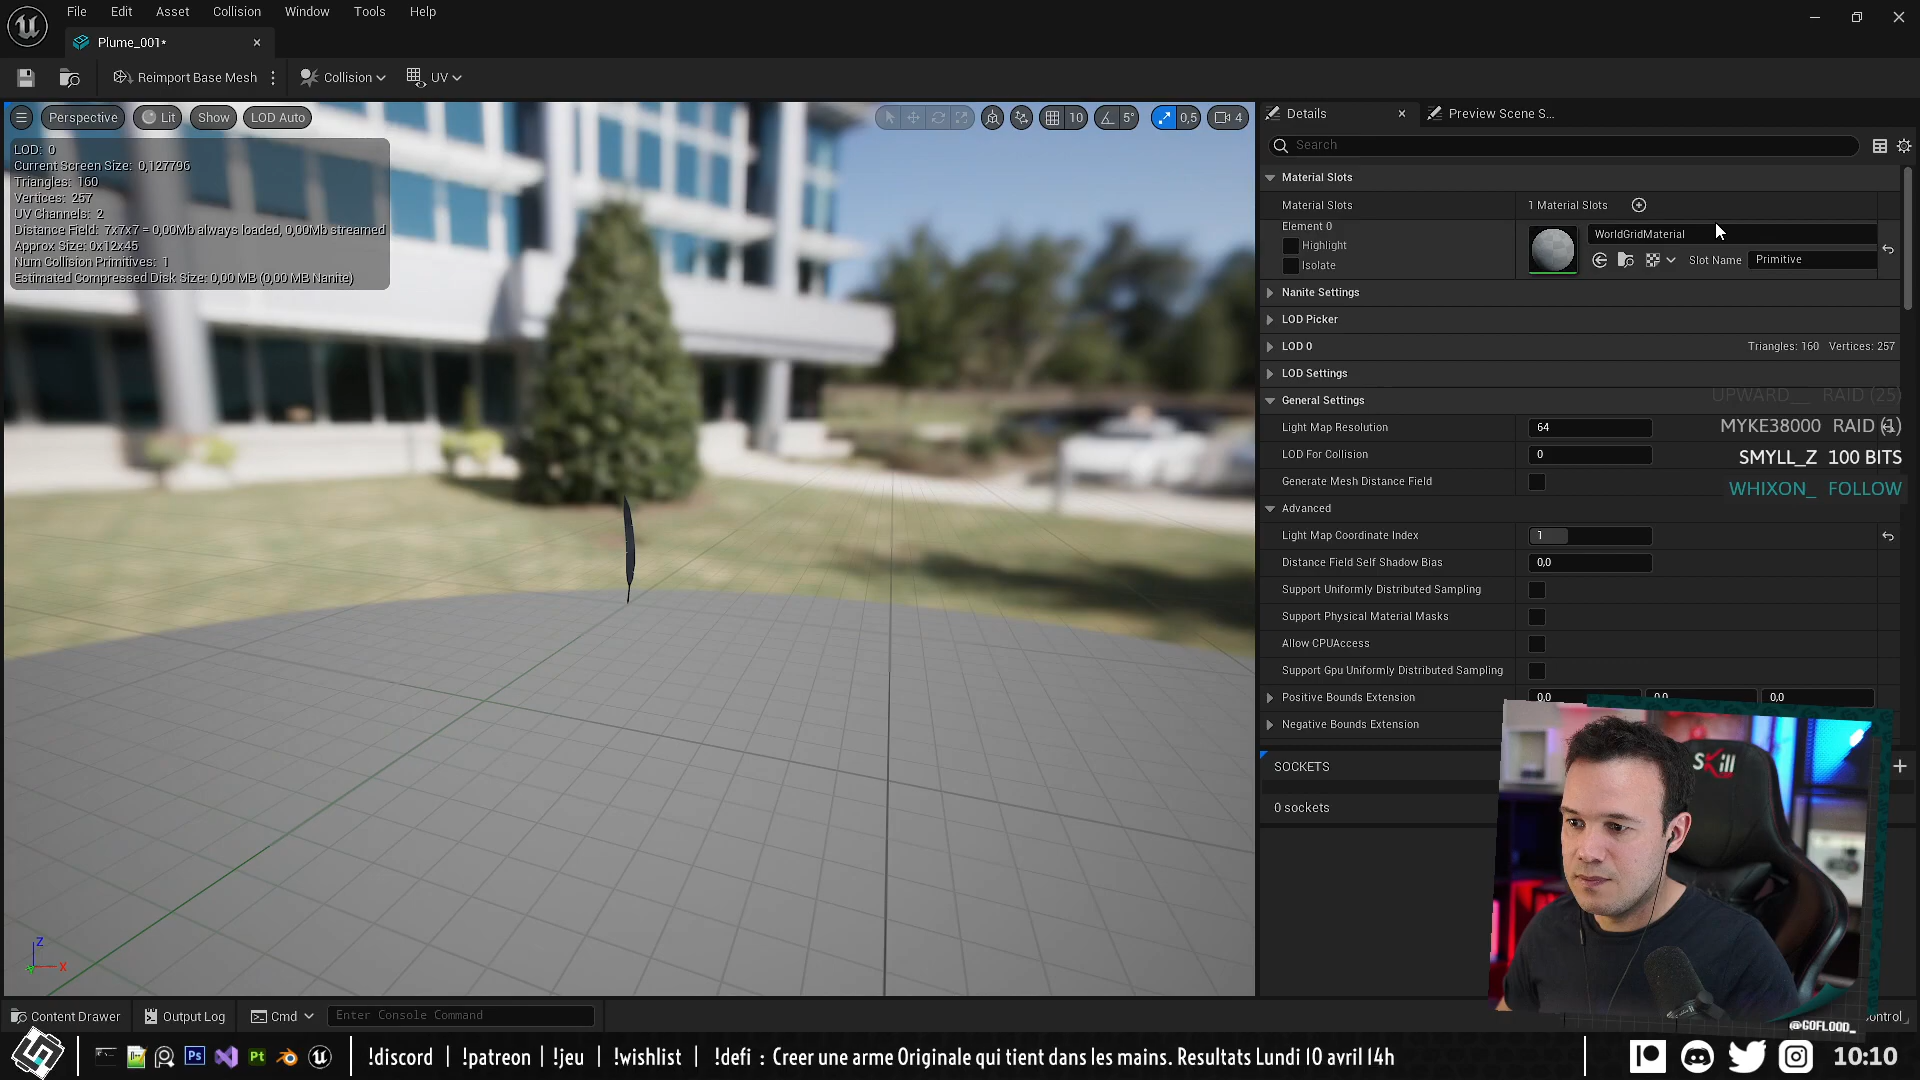 File Edit Asset Collision Window Tools Help
Plume_001*
Reimport Base Mesh Collision UV
Perspective Lit Show LOD Auto 10 5° 0,5 4
LOD: 0
Current Screen Size: 0,127796
Triangles: 160
Vertices: 257
UV Channels: 2
Distance Field: 7x7x7 = 0,00Mb always loaded, 0,00Mb streamed
Approx Size: 0x12x45
Num Collision Primitives: 1
Estimated Compressed Disk Size: 0,00 MB (0,00 MB Nanite)
Z
X
Details Preview Scene S...
Search
Material Slots
Material Slots 1 Material Slots
Element 0
Highlight
Isolate
WorldGridMaterial
Slot Name Primitive
Nanite Settings
LOD Picker
LOD 0 Triangles: 160 Vertices: 257
LOD Settings
UPWARD__ RAID (25)
General Settings
Light Map Resolution 64
MYKE38000 RAID (1)
LOD For Collision 0
SMYLL_Z 100 BITS
Generate Mesh Distance Field
WHIXON_ FOLLOW
Advanced
Light Map Coordinate Index 1
Distance Field Self Shadow Bias 0,0
Support Uniformly Distributed Sampling
Support Physical Material Masks
Allow CPUAccess
Support Gpu Uniformly Distributed Sampling
Positive Bounds Extension 0,0 0,0 0,0
Negative Bounds Extension
SOCKETS
0 sockets
SKill
@GOFLOOD_
Content Drawer Output Log Cmd Enter Console Command
!discord | !patreon | !jeu | !wishlist | !defi : Creer une arme Originale qui tient dans les mains. Resultats Lundi 10 avril 14h
Ps Pt
10:10